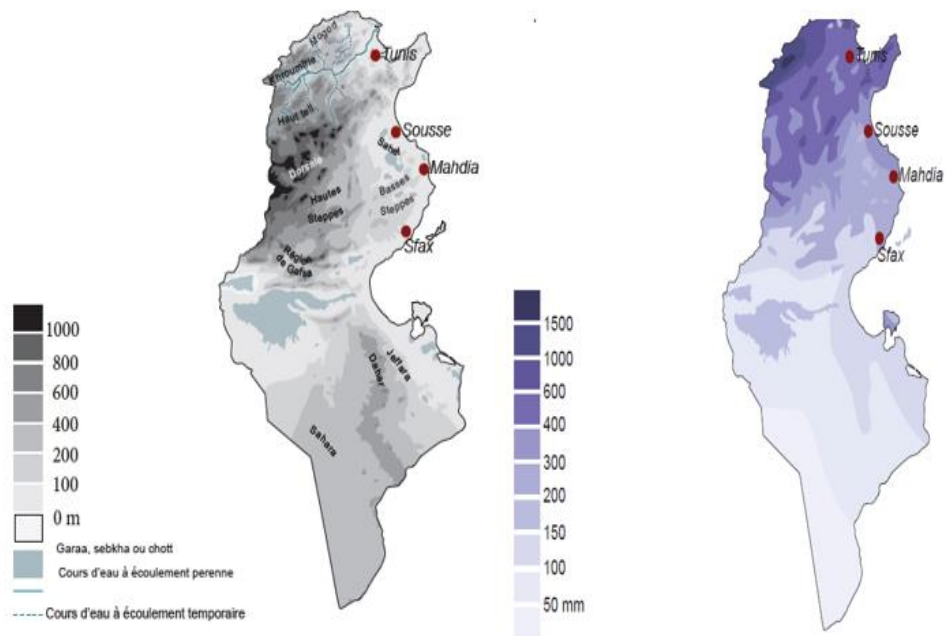 Mogod
Khroumirie
Tunis
Haut tell
Sousse
Sahel
Dorsale
Mahdia
Hautes
Steppes
Basses
Steppes
Sfax
Région
de Gafsa
Jeffara
Dahar
Sahara
1000
800
600
400
200
100
0 m
Garaa, sebkha ou chott
Cours d'eau à écoulement perenne
Cours d'eau à écoulement temporaire
Tunis
Sousse
Mahdia
Sfax
1500
1000
600
400
300
200
150
100
50 mm